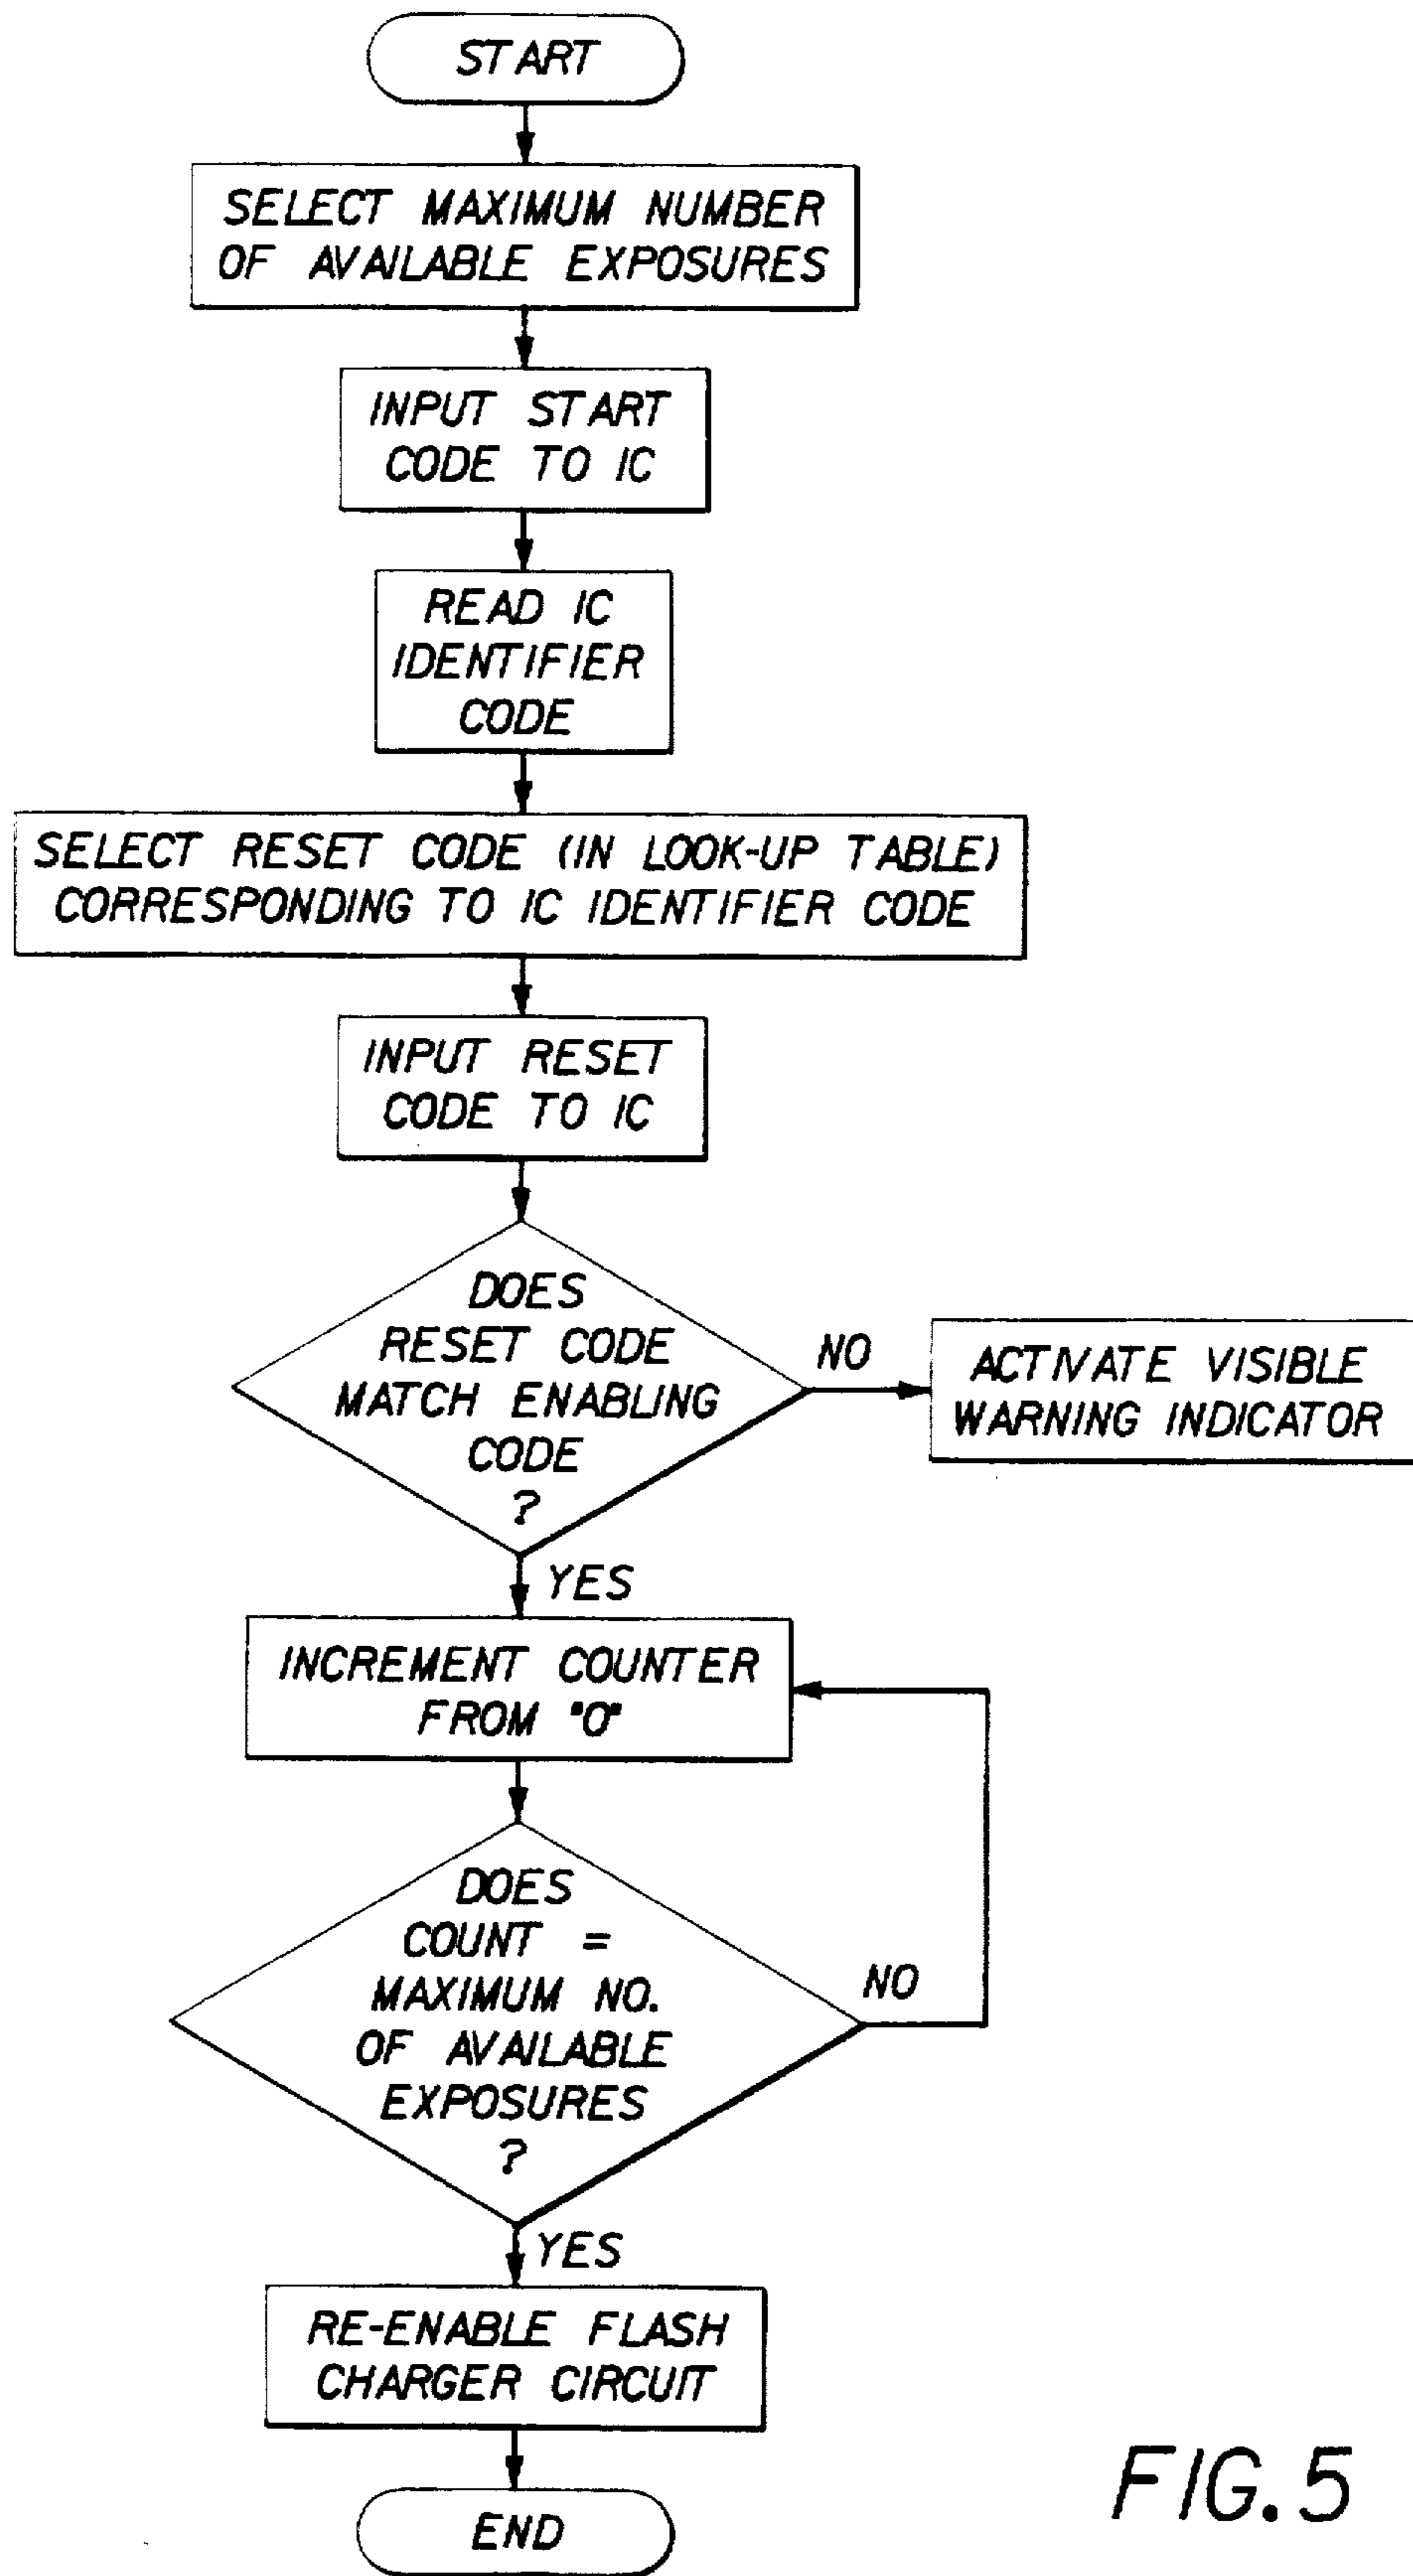 START
SELECT MAXIMUM NUMBER
OF AVAILABLE EXPOSURES
INPUT START
CODE TO IC
READ IC
IDENTIFIER
CODE
SELECT RESET CODE (IN LOOK-UP TABLE)
CORRESPONDING TO IC IDENTIFIER CODE
INPUT RESET
CODE TO IC
DOES
RESET CODE
MATCH ENABLING
CODE
?
NO
ACTIVATE VISIBLE
WARNING INDICATOR
YES
INCREMENT COUNTER
FROM "0"
DOES
COUNT =
MAXIMUM NO.
OF AVAILABLE
EXPOSURES
?
NO
YES
RE-ENABLE FLASH
CHARGER CIRCUIT
END
FIG. 5